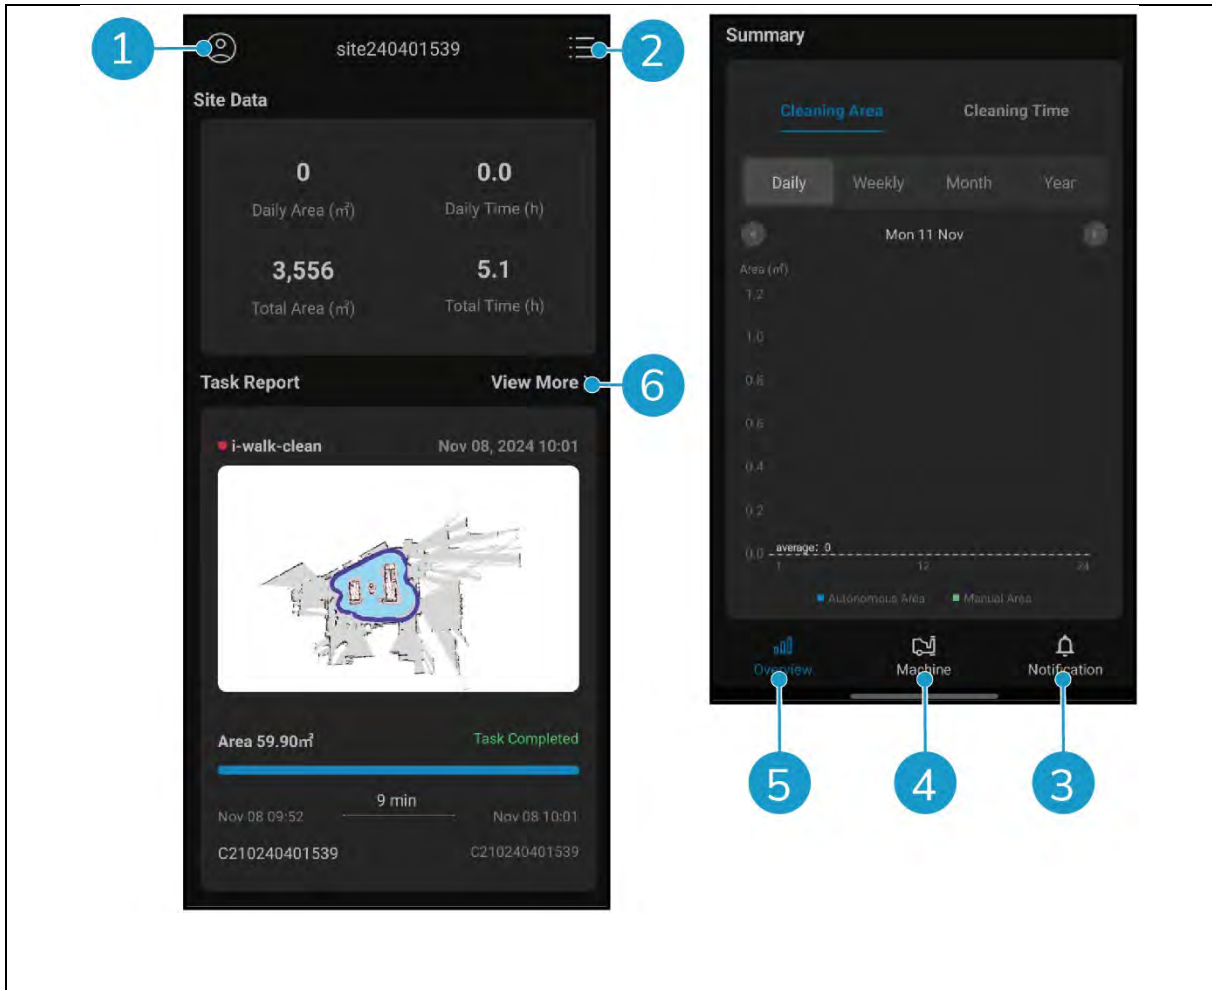 1
site240401539
2
Site Data
0
0.0
Daily Area (㎡)
Daily Time (h)
3,556
5.1
Total Area (㎡)
Total Time (h)
Task Report
View More
6
i-walk-clean
Nov 08, 2024 10:01
Area 59.90㎡
Task Completed
9 min
Nov 08 09:52
Nov 08 10:01
C210240401539
C210240401539
Summary
Cleaning Area
Cleaning Time
Daily
Weekly
Month
Year
Mon 11 Nov
Area (㎡)
1.2
1.0
0.8
0.6
0.4
0.2
0.0
average: 0
1
12
24
Autonomous Area
Manual Area
Overview
Machine
Notification
5
4
3